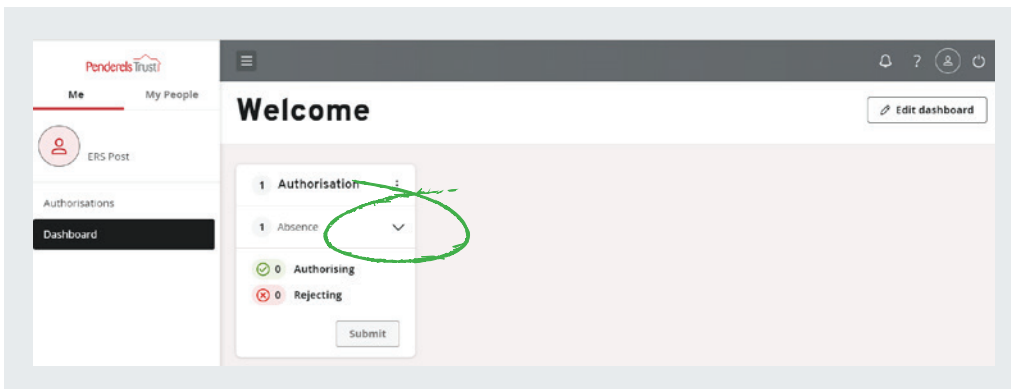 Penderels Trust
Me My People
ERS Post
Authorisations
Dashboard
? 
Welcome
Edit dashboard
1 Authorisation
1 Absence
0 Authorising
0 Rejecting
Submit